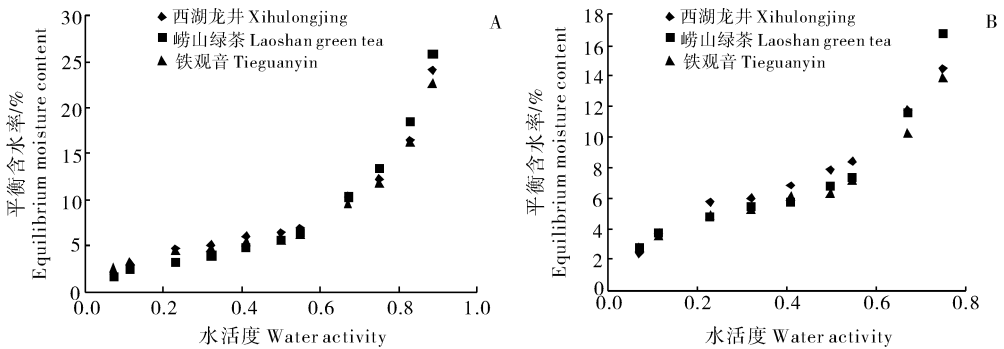 A
西湖龙井 Xihulongjing
崂山绿茶 Laoshan green tea
铁观音 Tieguanyin
平衡含水率/%
Equilibrium moisture content
30
25
20
15
10
5
0
0.0 0.2 0.4 0.6 0.8 1.0
水活度 Water activity
B
西湖龙井 Xihulongjing
崂山绿茶 Laoshan green tea
铁观音 Tieguanyin
平衡含水率/%
Equilibrium moisture content
18
16
14
12
10
8
6
4
2
0
0.0 0.2 0.4 0.6 0.8
水活度 Water activity